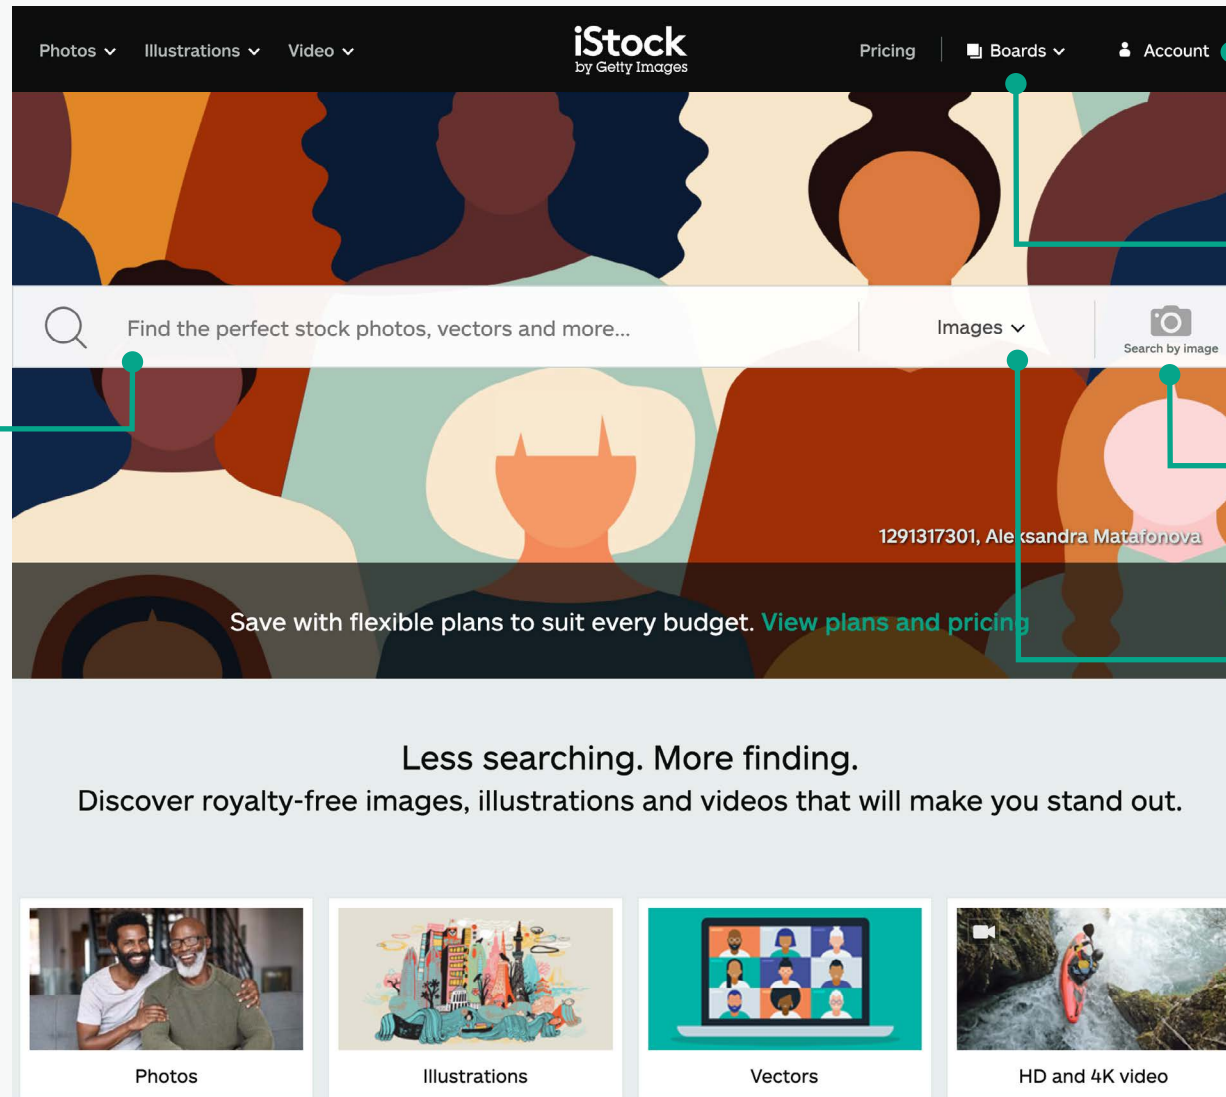 Photos
Illustrations
Video
iStock
by Getty Images
Pricing
Boards
Account
Find the perfect stock photos, vectors and more...
Images
Search by image
1291317301, Aleksandra Matafonova
Save with flexible plans to suit every budget. View plans and pricing
Less searching. More finding.
Discover royalty-free images, illustrations and videos that will make you stand out.
Photos
Illustrations
Vectors
HD and 4K video